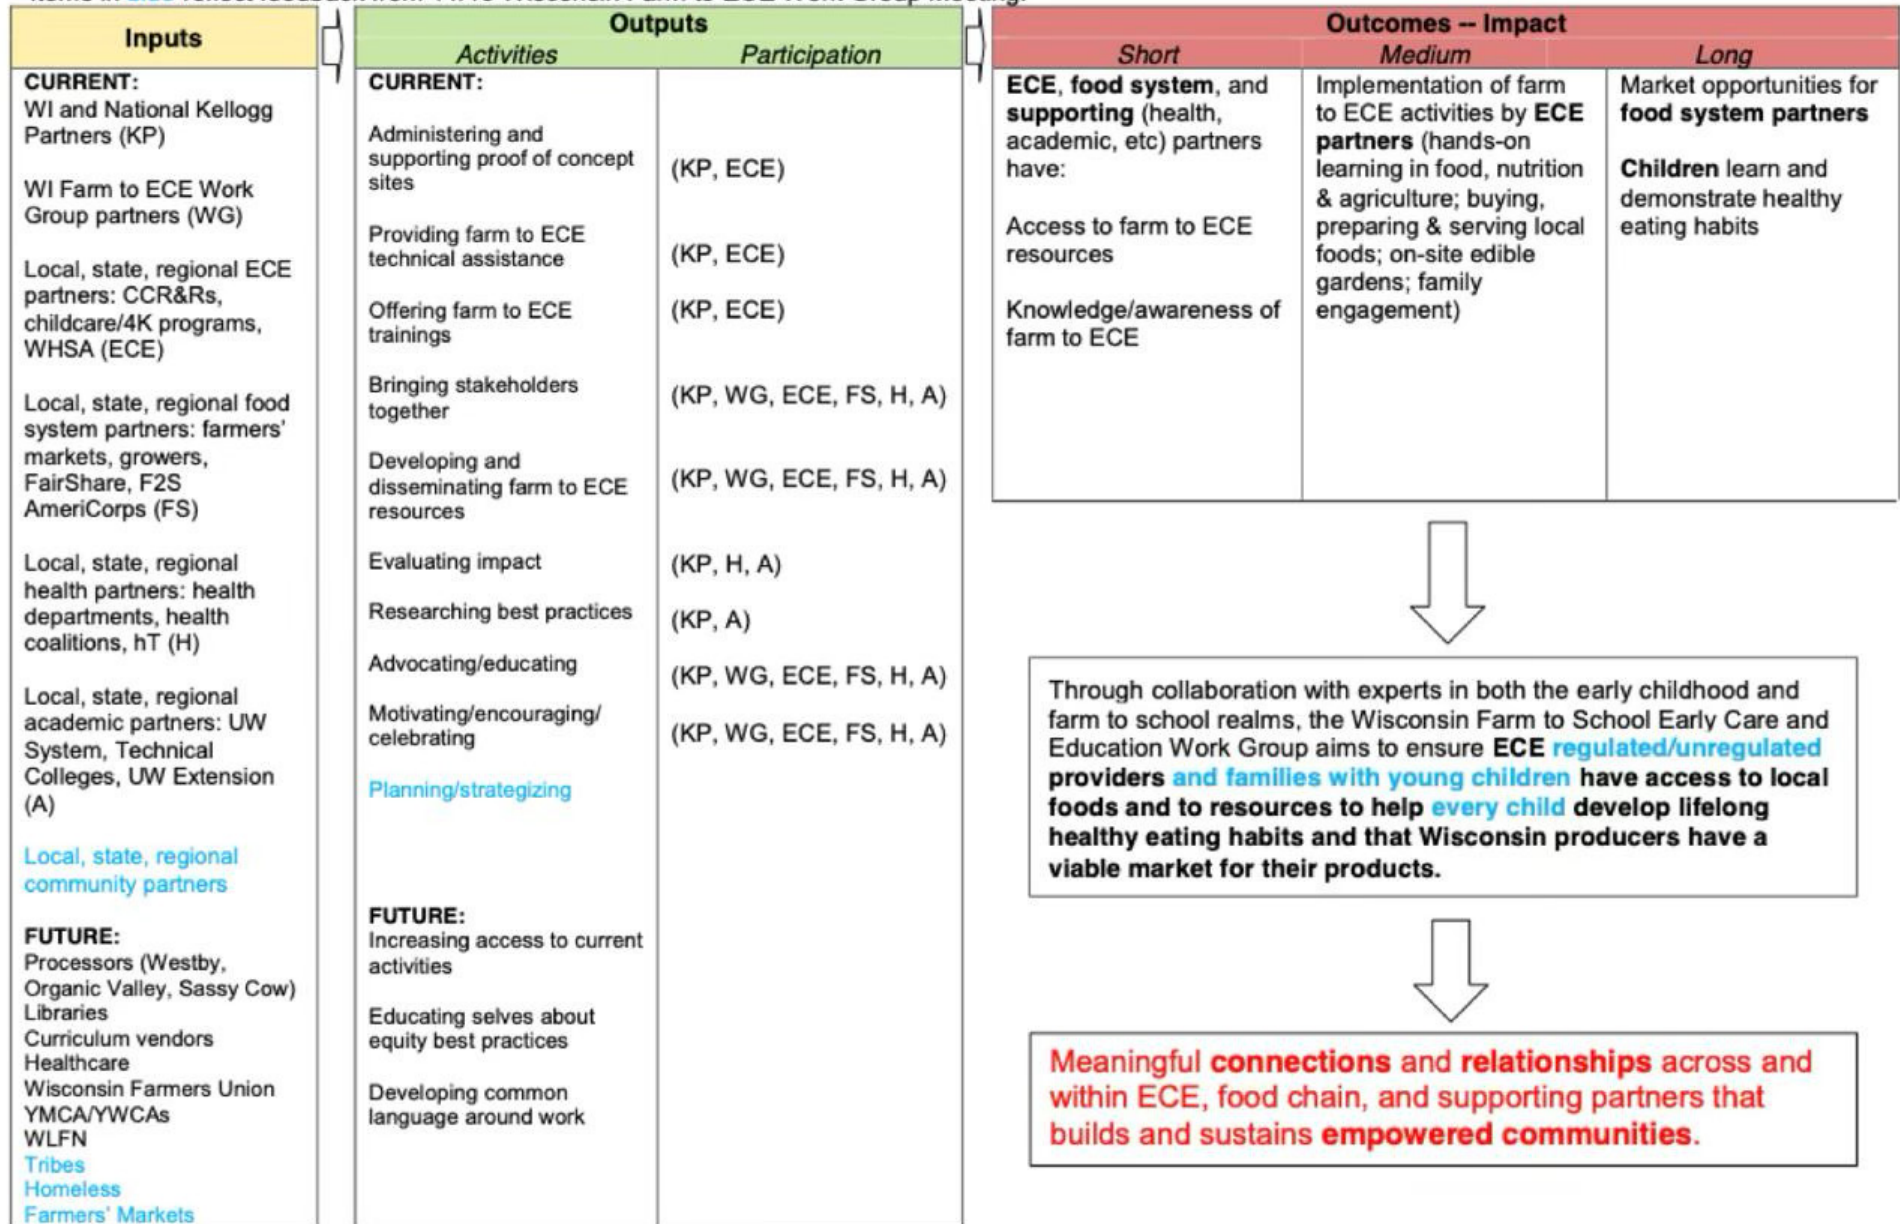 Inputs
CURRENT:
WI and National Kellogg
Partners (KP)
WI Farm to ECE Work
Group partners (WG)
Local, state, regional ECE
partners: CCR&Rs,
childcare/4K programs,
WHSA (ECE)
Local, state, regional food
system partners: farmers'
markets, growers,
FairShare, F2S
AmeriCorps (FS)
Local, state, regional
health partners: health
departments, health
coalitions, hT (H)
Local, state, regional
academic partners: UW
System, Technical
Colleges, UW Extension
(A)
Local, state, regional
community partners
FUTURE:
Processors (Westby,
Organic Valley, Sassy Cow)
Libraries
Curriculum vendors
Healthcare
Wisconsin Farmers Union
YMCA/YWCAs
WLFN
Tribes
Homeless
Farmers' Markets
Outputs
Activities
Participation
CURRENT:
Administering and
supporting proof of concept
sites
(KP, ECE)
Providing farm to ECE
technical assistance
(KP, ECE)
Offering farm to ECE
trainings
(KP, ECE)
Bringing stakeholders
together
(KP, WG, ECE, FS, H, A)
Developing and
disseminating farm to ECE
resources
(KP, WG, ECE, FS, H, A)
Evaluating impact
(KP, H, A)
Researching best practices
(KP, A)
Advocating/educating
(KP, WG, ECE, FS, H, A)
Motivating/encouraging/
celebrating
(KP, WG, ECE, FS, H, A)
Planning/strategizing
FUTURE:
Increasing access to current
activities
Educating selves about
equity best practices
Developing common
language around work
Outcomes -- Impact
Short
Medium
Long
ECE, food system, and
supporting (health,
academic, etc) partners
have:
Access to farm to ECE
resources
Knowledge/awareness of
farm to ECE
Implementation of farm
to ECE activities by ECE
partners (hands-on
learning in food, nutrition
& agriculture; buying,
preparing & serving local
foods; on-site edible
gardens; family
engagement)
Market opportunities for
food system partners
Children learn and
demonstrate healthy
eating habits
Through collaboration with experts in both the early childhood and
farm to school realms, the Wisconsin Farm to School Early Care and
Education Work Group aims to ensure ECE regulated/unregulated
providers and families with young children have access to local
foods and to resources to help every child develop lifelong
healthy eating habits and that Wisconsin producers have a
viable market for their products.
Meaningful connections and relationships across and
within ECE, food chain, and supporting partners that
builds and sustains empowered communities.